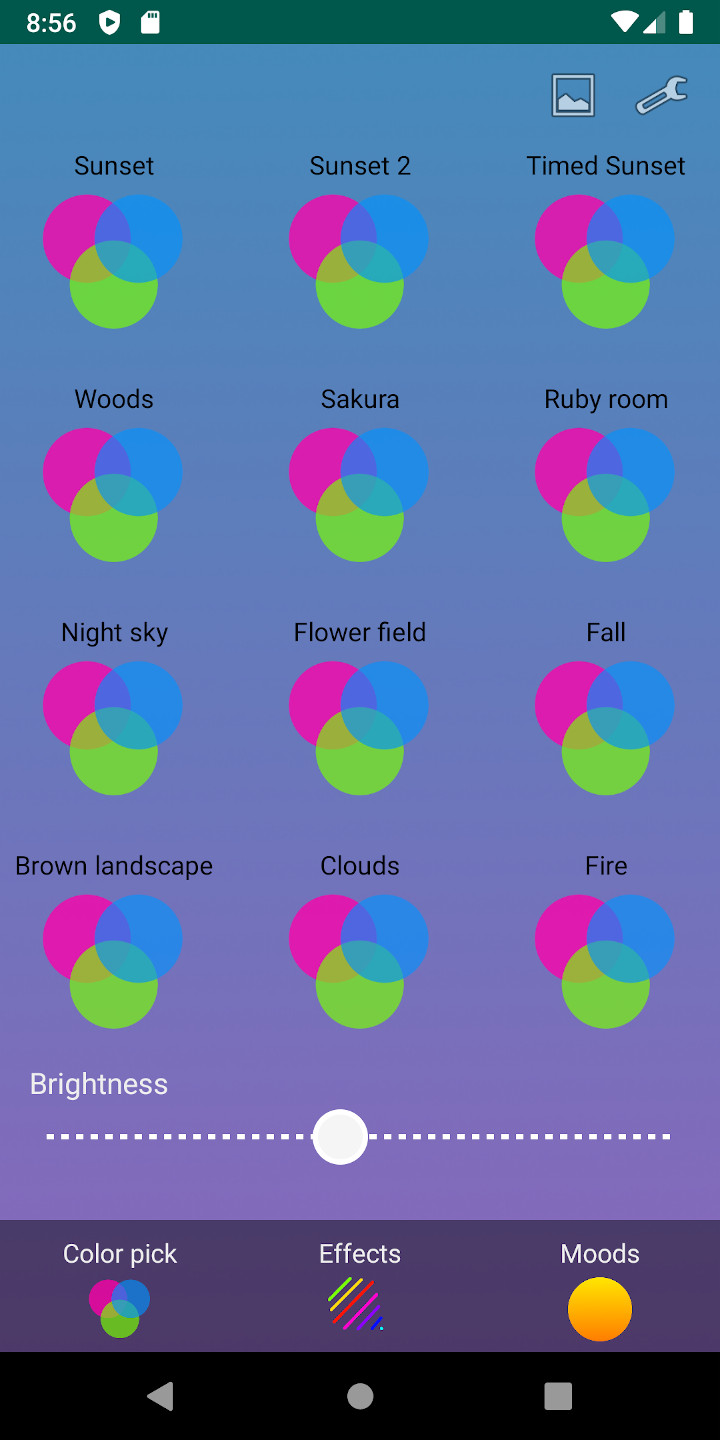 8:56
Sunset Sunset 2 Timed Sunset
Woods Sakura Ruby room
Night sky Flower field Fall
Brown landscape Clouds Fire
Brightness
Color pick Effects Moods